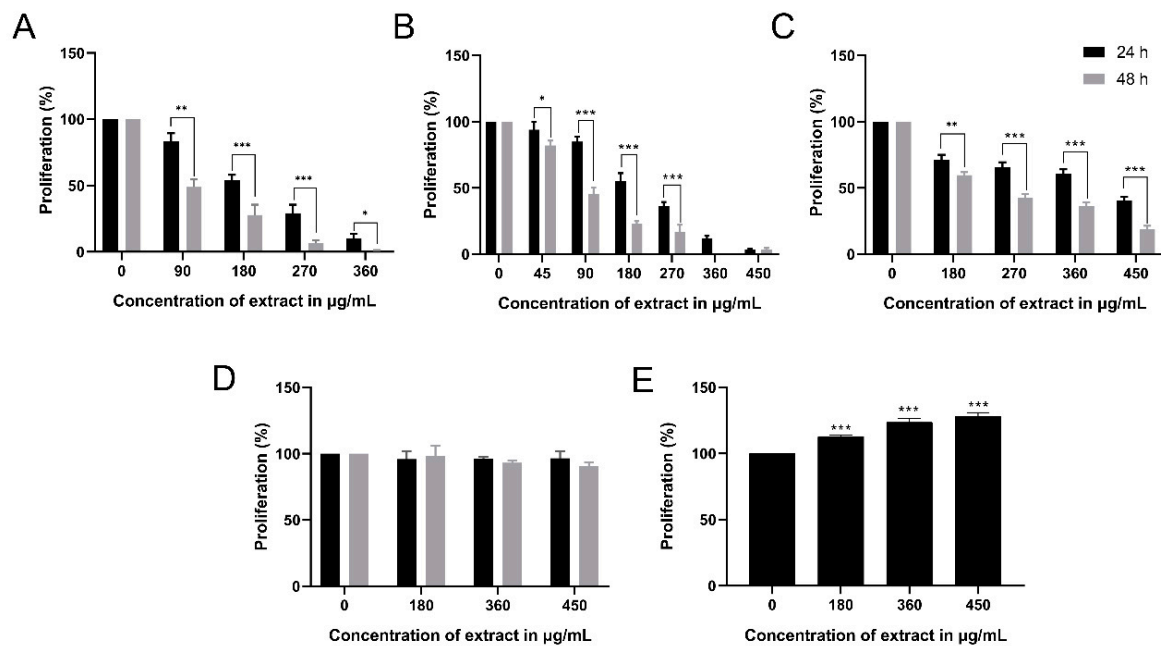 A
150
100
50
0
Proliferation (%)
**
***
***
*
0 90 180 270 360
Concentration of extract in µg/mL
B
150
100
50
0
Proliferation (%)
*
***
***
***
0 45 90 180 270 360 450
Concentration of extract in µg/mL
C
150
100
50
0
Proliferation (%)
24 h
48 h
**
***
***
***
0 180 270 360 450
Concentration of extract in µg/mL
D
150
100
50
0
Proliferation (%)
0 180 360 450
Concentration of extract in µg/mL
E
150
100
50
0
Proliferation (%)
***
***
***
0 180 360 450
Concentration of extract in µg/mL